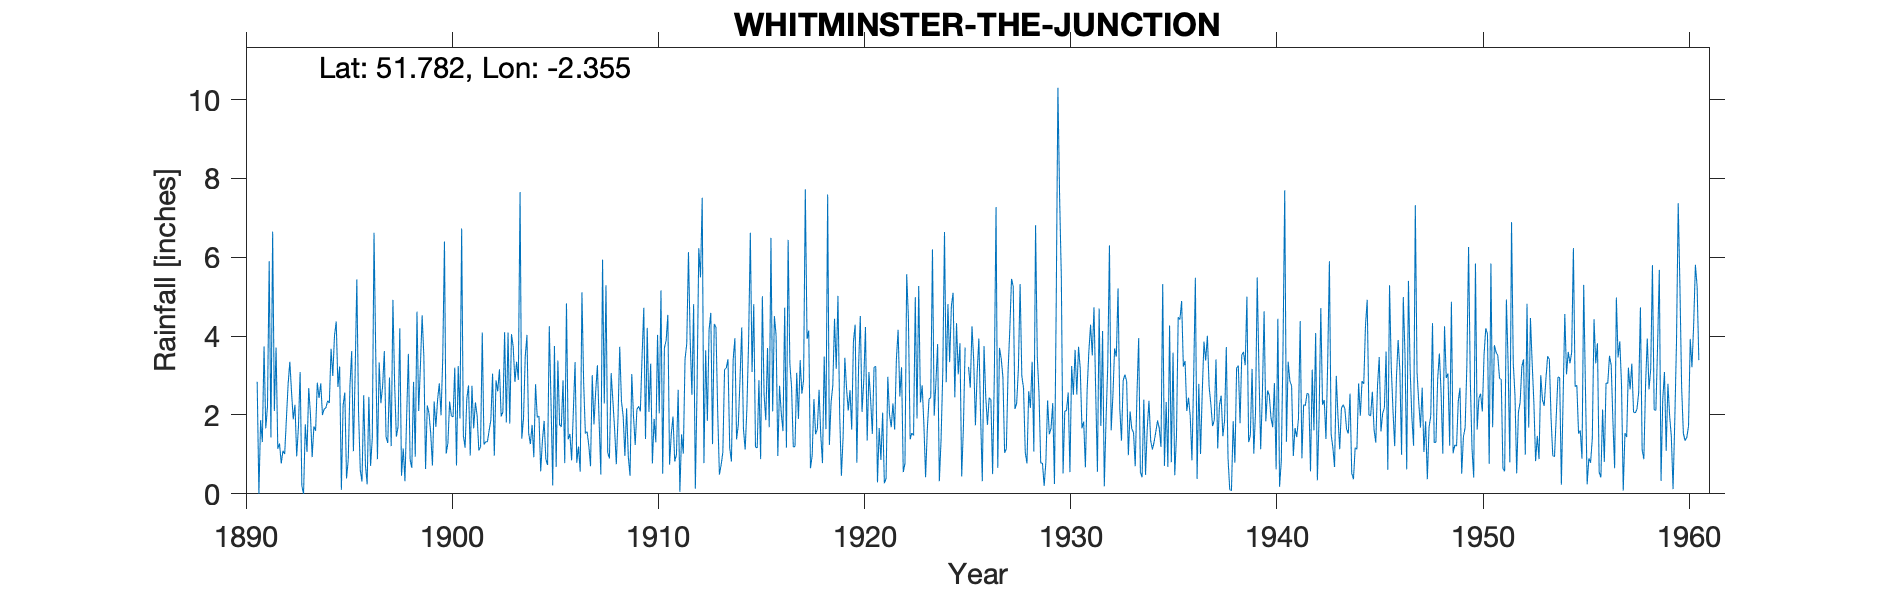 WHITMINSTER-THE-JUNCTION
Lat: 51.782, Lon: -2.355
Rainfall [inches]
10
8
6
4
2
0
1890 1900 1910 1920 1930 1940 1950 1960
Year